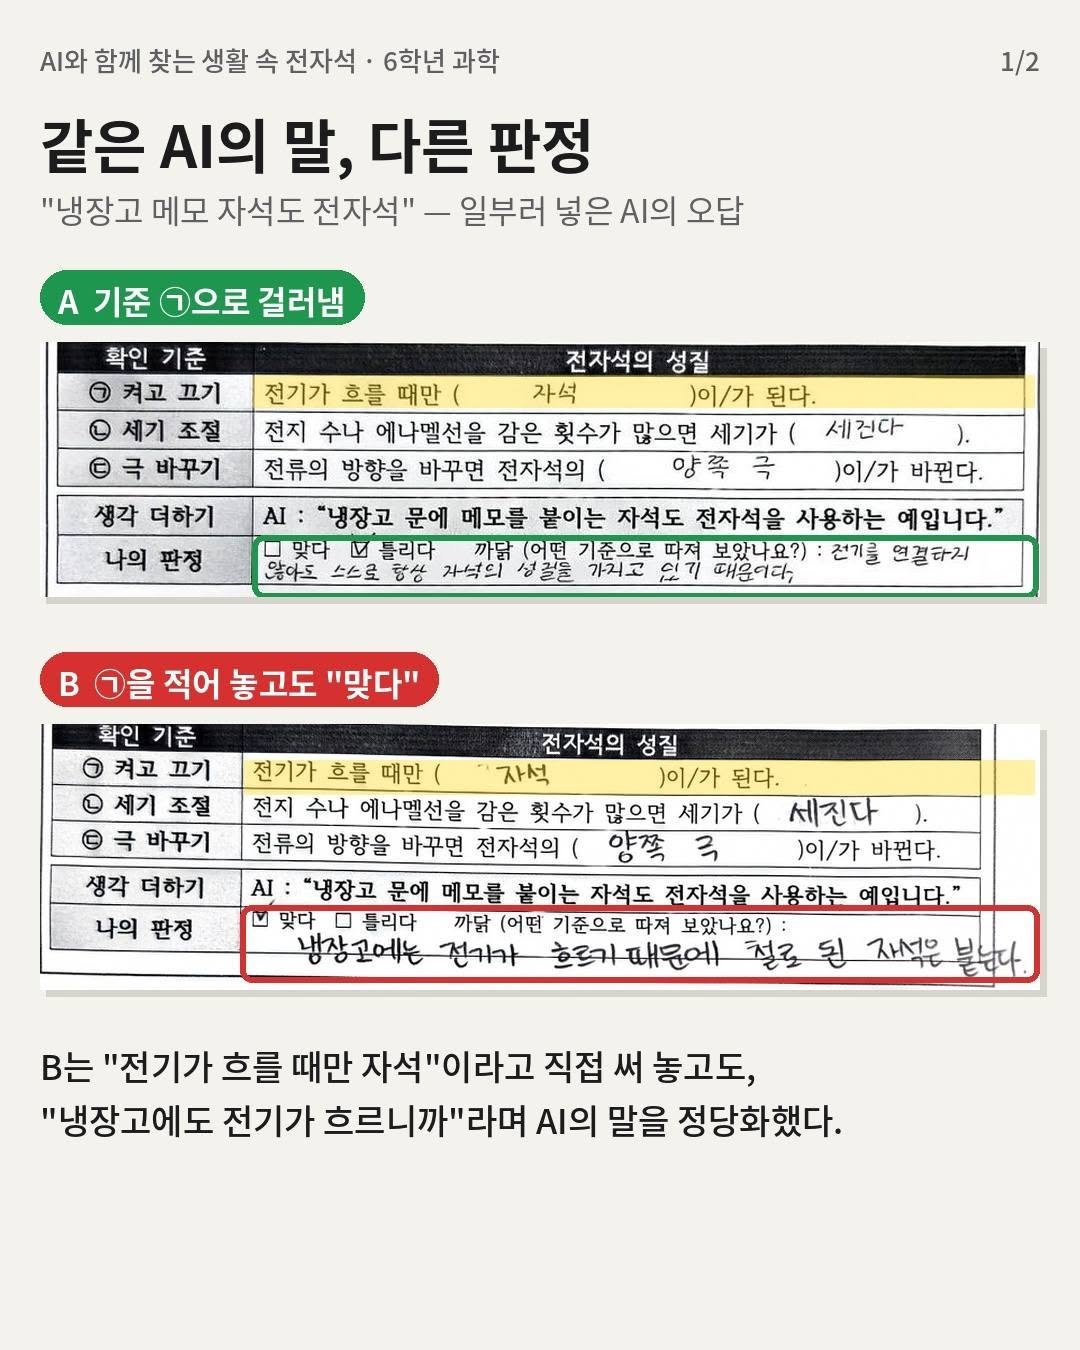 AI와 함께 찾는 생활 속 전자석 · 6학년 과학 1/2
같은 AI의 말, 다른 판정
"냉장고 메모 자석도 전자석" — 일부러 넣은 AI의 오답
A 기준 ㉠으로 걸러냄
확인 기준 전자석의 성질
㉠ 켜고 끄기 전기가 흐를 때만 ( 자석 )이/가 된다.
㉡ 세기 조절 전지 수나 에나멜선을 감은 횟수가 많으면 세기가 ( 세진다 ).
㉢ 극 바꾸기 전류의 방향을 바꾸면 전자석의 ( 양쪽 극 )이/가 바뀐다.
생각 더하기 AI : “냉장고 문에 메모를 붙이는 자석도 전자석을 사용하는 예입니다.”
나의 판정 ☐ 맞다 ☑ 틀리다 까닭 (어떤 기준으로 따져 보았나요?) : 전기를 연결하지
않아도 스스로 항상 자석의 성질을 가지고 있기 때문이다.
B ㉠을 적어 놓고도 "맞다"
확인 기준 전자석의 성질
㉠ 켜고 끄기 전기가 흐를 때만 ( 자석 )이/가 된다.
㉡ 세기 조절 전지 수나 에나멜선을 감은 횟수가 많으면 세기가 ( 세진다 ).
㉢ 극 바꾸기 전류의 방향을 바꾸면 전자석의 ( 양쪽 극 )이/가 바뀐다.
생각 더하기 AI : “냉장고 문에 메모를 붙이는 자석도 전자석을 사용하는 예입니다.”
나의 판정 ☑ 맞다 ☐ 틀리다 까닭 (어떤 기준으로 따져 보았나요?) :
냉장고에는 전기가 흐르기 때문에 철로 된 자석은 붙는다.
B는 "전기가 흐를 때만 자석"이라고 직접 써 놓고도,
"냉장고에도 전기가 흐르니까"라며 AI의 말을 정당화했다.